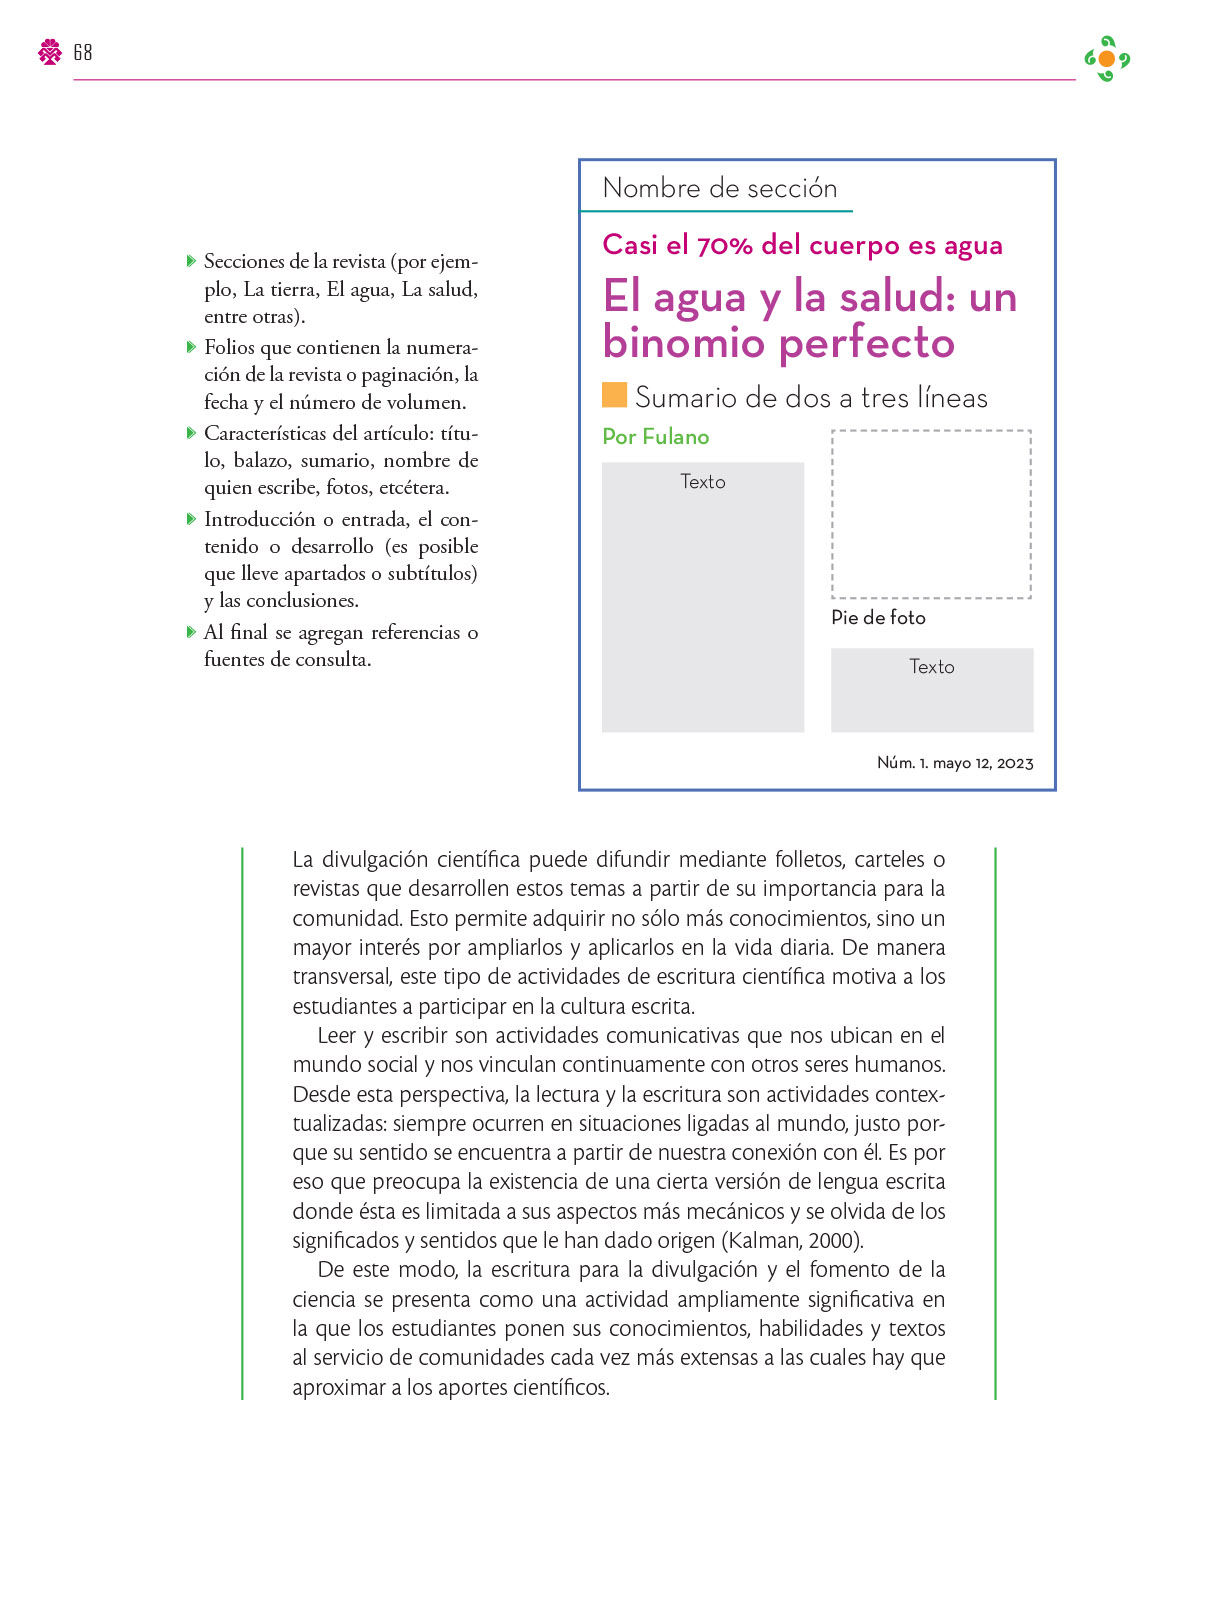 68
Secciones de la revista (por ejem-
plo, La tierra, El agua, La salud,
entre otras).
Folios que contienen la numera-
ción de la revista o paginación, la
fecha y el número de volumen.
Características del artículo: títu-
lo, balazo, sumario, nombre de
quien escribe, fotos, etcétera.
Introducción o entrada, el con-
tenido o desarrollo (es posible
que lleve apartados o subtítulos)
y las conclusiones.
Al final se agregan referencias o
fuentes de consulta.
Nombre de sección
Casi el 70% del cuerpo es agua
El agua y la salud: un
binomio perfecto
Sumario de dos a tres líneas
Por Fulano
Texto
Pie de foto
Texto
Núm. 1. mayo 12, 2023
La divulgación científica puede difundir mediante folletos, carteles o
revistas que desarrollen estos temas a partir de su importancia para la
comunidad. Esto permite adquirir no sólo más conocimientos, sino un
mayor interés por ampliarlos y aplicarlos en la vida diaria. De manera
transversal, este tipo de actividades de escritura científica motiva a los
estudiantes a participar en la cultura escrita.
Leer y escribir son actividades comunicativas que nos ubican en el
mundo social y nos vinculan continuamente con otros seres humanos.
Desde esta perspectiva, la lectura y la escritura son actividades contex-
tualizadas: siempre ocurren en situaciones ligadas al mundo, justo por-
que su sentido se encuentra a partir de nuestra conexión con él. Es por
eso que preocupa la existencia de una cierta versión de lengua escrita
donde ésta es limitada a sus aspectos más mecánicos y se olvida de los
significados y sentidos que le han dado origen (Kalman, 2000).
De este modo, la escritura para la divulgación y el fomento de la
ciencia se presenta como una actividad ampliamente significativa en
la que los estudiantes ponen sus conocimientos, habilidades y textos
al servicio de comunidades cada vez más extensas a las cuales hay que
aproximar a los aportes científicos.